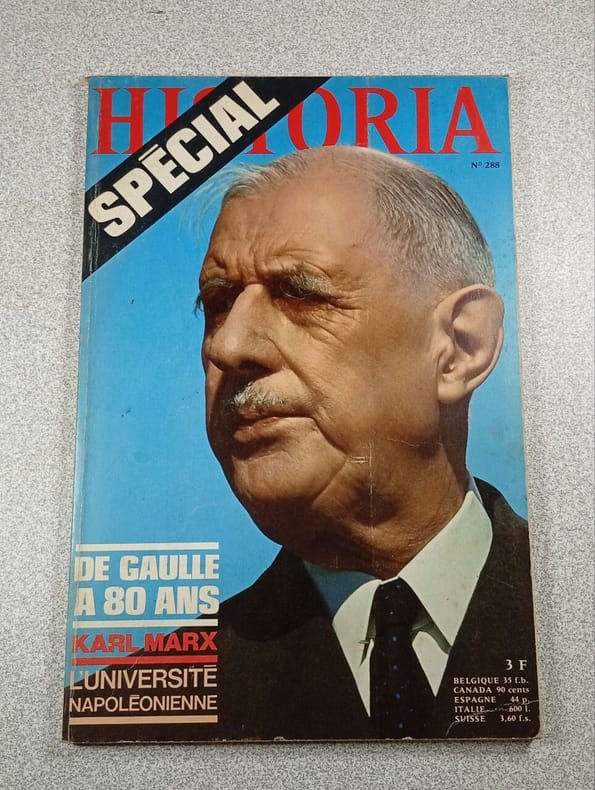 HISTORIA
SPÉCIAL
N° 288
DE GAULLE
A 80 ANS
KARL MARX
L'UNIVERSITÉ
NAPOLÉONIENNE
3 F
BELGIQUE 35 f.b.
CANADA 90 cents
ESPAGNE 44 p.
ITALIE 600 l.
SUISSE 3,60 f.s.